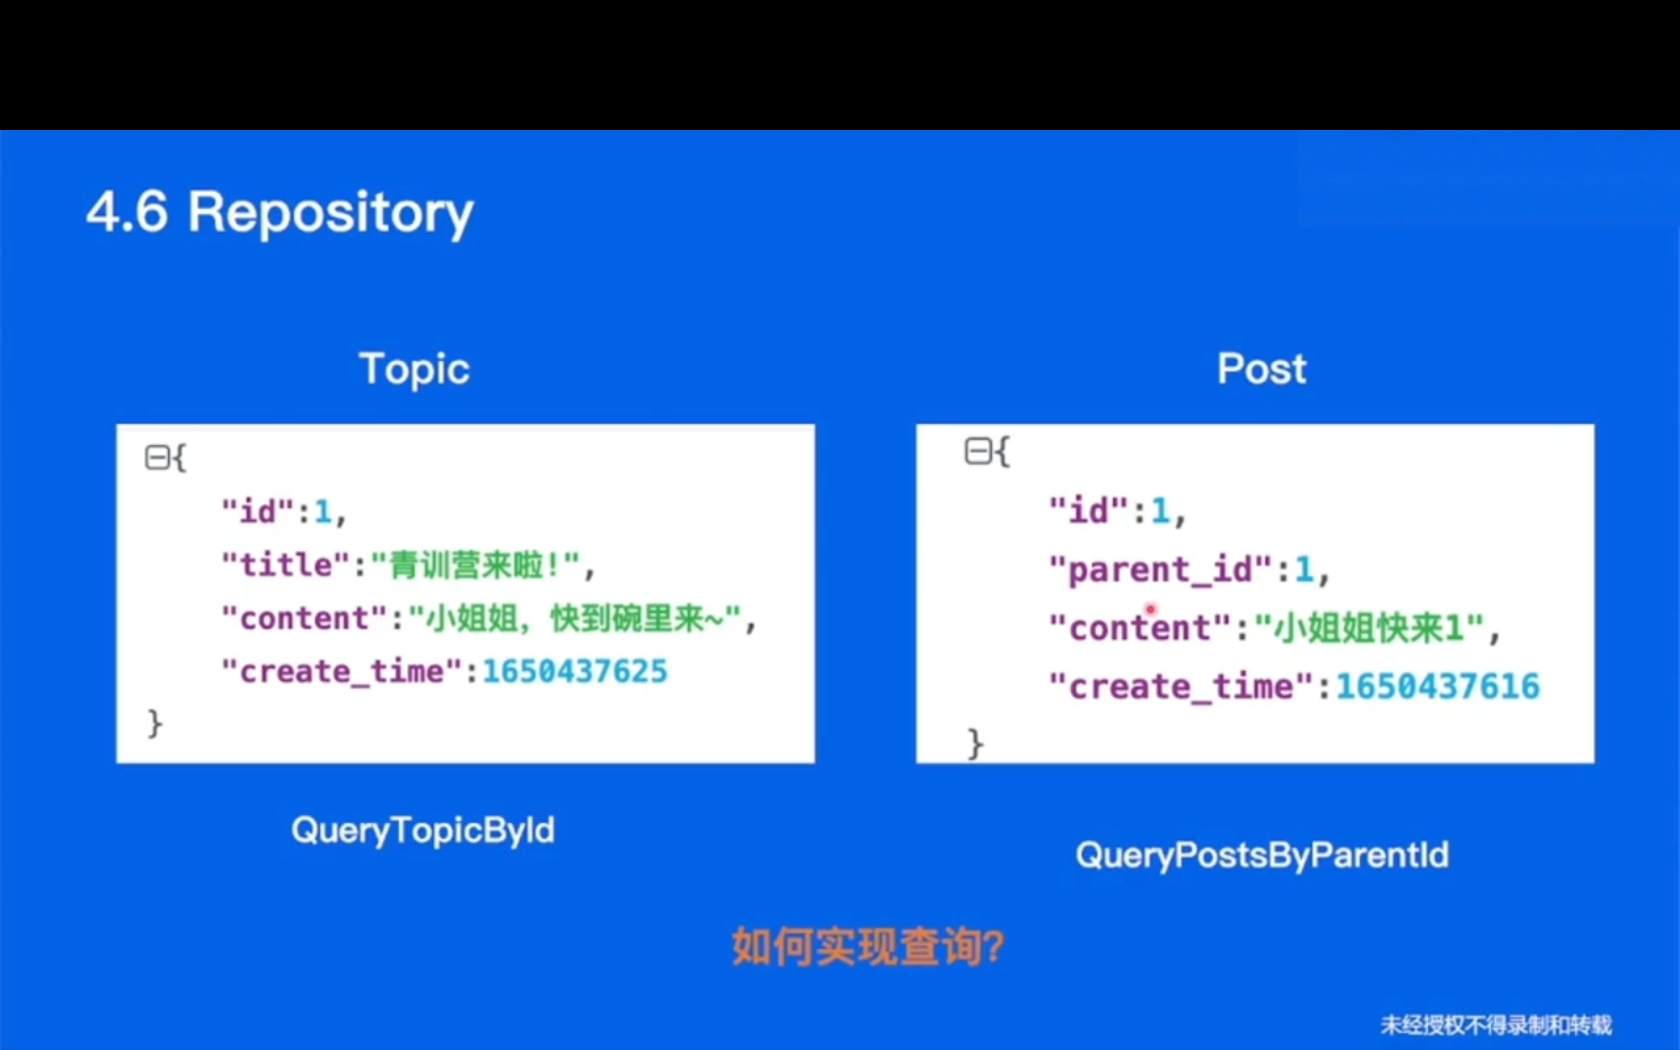 4.6 Repository
Topic
{
"id":1,
"title":"青训营来啦!",
"content":"小姐姐，快到碗里来~",
"create_time":1650437625
}
QueryTopicById
Post
{
"id":1,
"parent_id":1,
"content":"小姐姐快来1",
"create_time":1650437616
}
QueryPostsByParentId
如何实现查询?
未经授权不得录制和转载